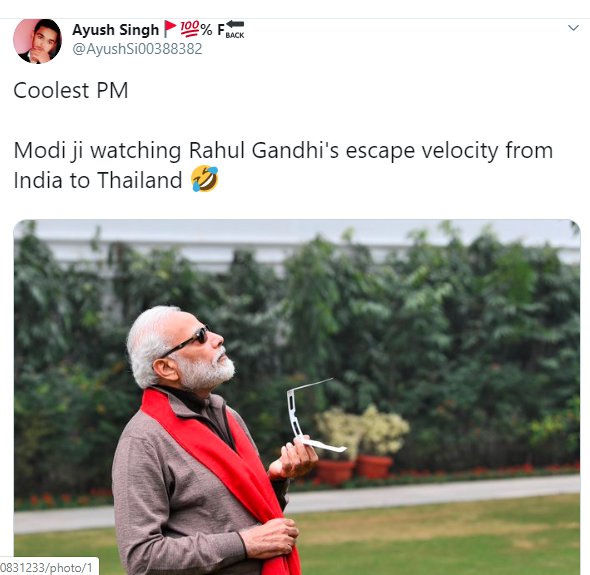 Ayush Singh🚩💯% F🔙
@AyushSi00388382
Coolest PM
Modi ji watching Rahul Gandhi's escape velocity from
India to Thailand 🤣
0831233/photo/1